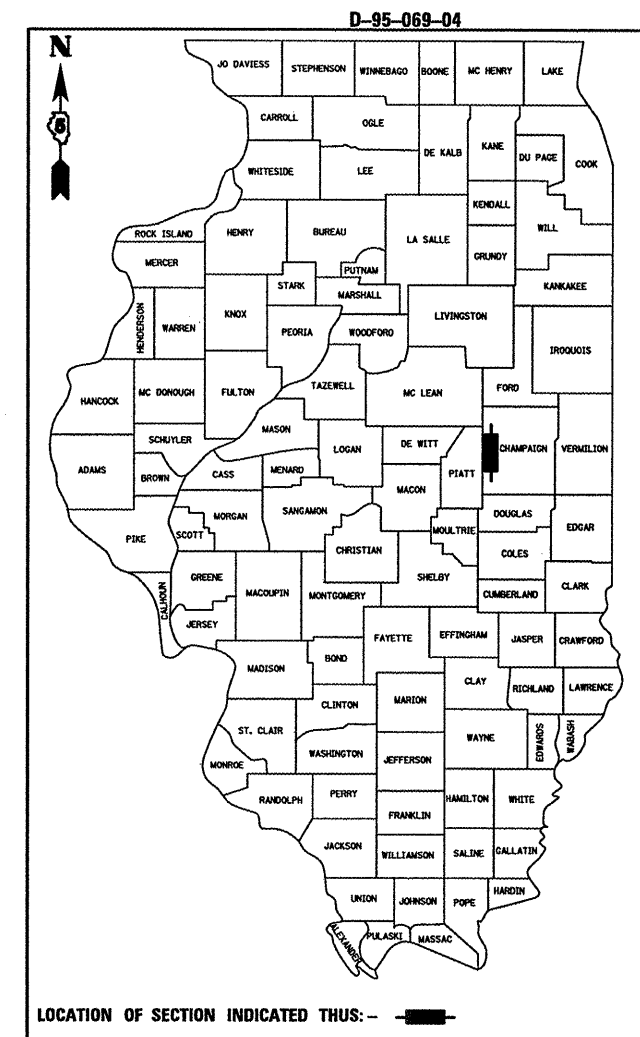 D-95-069-04
N
5
JO DAVIESS
STEPHENSON
WINNEBAGO
BOONE
MC HENRY
LAKE
CARROLL
OGLE
DE KALB
KANE
DU PAGE
COOK
WHITESIDE
LEE
KENDALL
WILL
ROCK ISLAND
HENRY
BUREAU
LA SALLE
GRUNDY
MERCER
PUTNAM
KANKAKEE
STARK
MARSHALL
HENDERSON
WARREN
KNOX
PEORIA
WOODFORD
LIVINGSTON
IROQUOIS
HANCOCK
MC DONOUGH
FULTON
TAZEWELL
MC LEAN
FORD
SCHUYLER
MASON
LOGAN
DE WITT
CHAMPAIGN
VERMILION
ADAMS
BROWN
CASS
MENARD
MACON
PIATT
PIKE
SCOTT
MORGAN
SANGAMON
CHRISTIAN
MOULTRIE
DOUGLAS
EDGAR
COLES
CALHOUN
GREENE
MACOUPIN
MONTGOMERY
SHELBY
CUMBERLAND
CLARK
JERSEY
FAYETTE
EFFINGHAM
JASPER
CRAWFORD
MADISON
BOND
CLAY
RICHLAND
LAWRENCE
CLINTON
MARION
ST. CLAIR
WAYNE
EDWARDS
WABASH
MONROE
WASHINGTON
JEFFERSON
RANDOLPH
PERRY
FRANKLIN
HAMILTON
WHITE
JACKSON
WILLIAMSON
SALINE
GALLATIN
UNION
JOHNSON
POPE
HARDIN
ALEXANDER
PULASKI
MASSAC
LOCATION OF SECTION INDICATED THUS:-